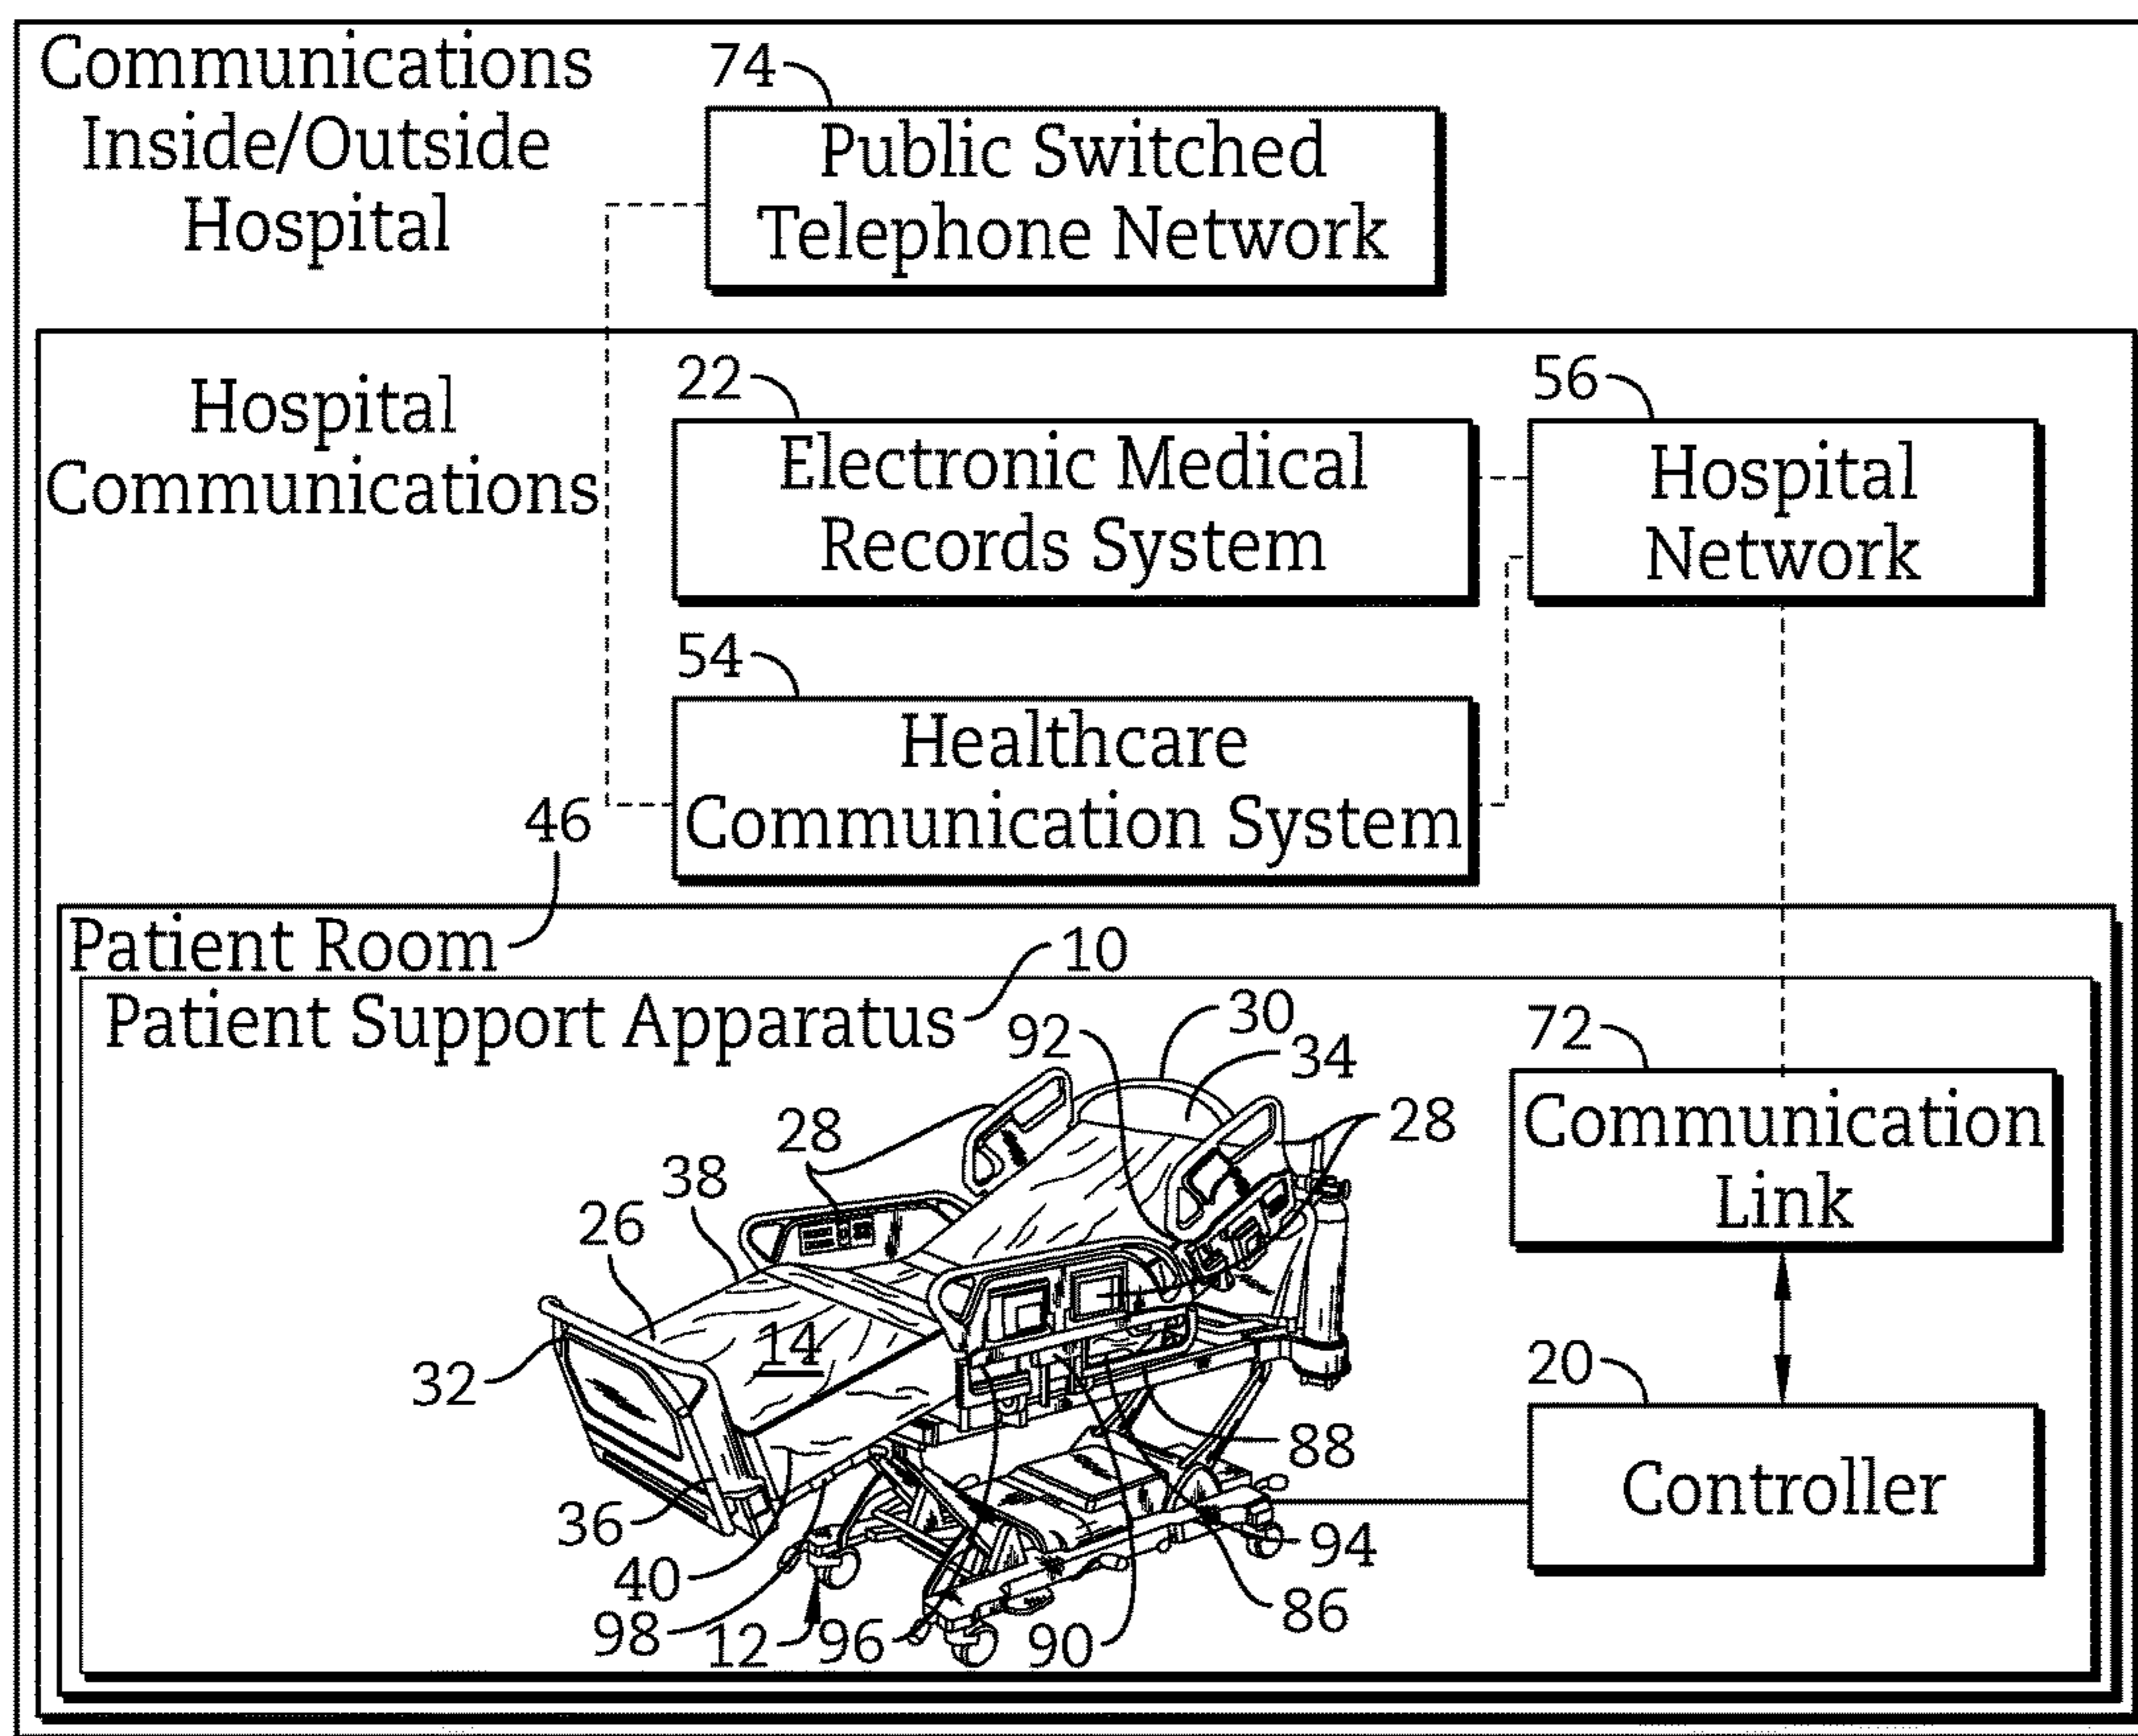 Communications
Inside/Outside
Hospital
74
Public Switched
Telephone Network
Hospital
Communications
22
Electronic Medical
Records System
56
Hospital
Network
54
Healthcare
Communication System
46
Patient Room
10
Patient Support Apparatus
30
92
34
28
28
38
26
14
32
72
Communication
Link
20
Controller
88
36
94
40
86
98
12
96
90